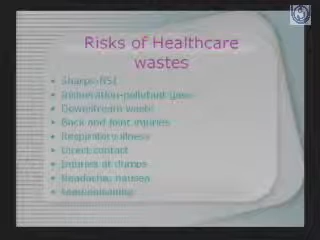 Risks of Healthcare
wastes
• Sharps-NSI
• Incineration-pollutant gases
• Downstream waste
• Back and Joint injuries
• Respiratory illness
• Direct contact
• Injuries at dumps
• Headache, nausea